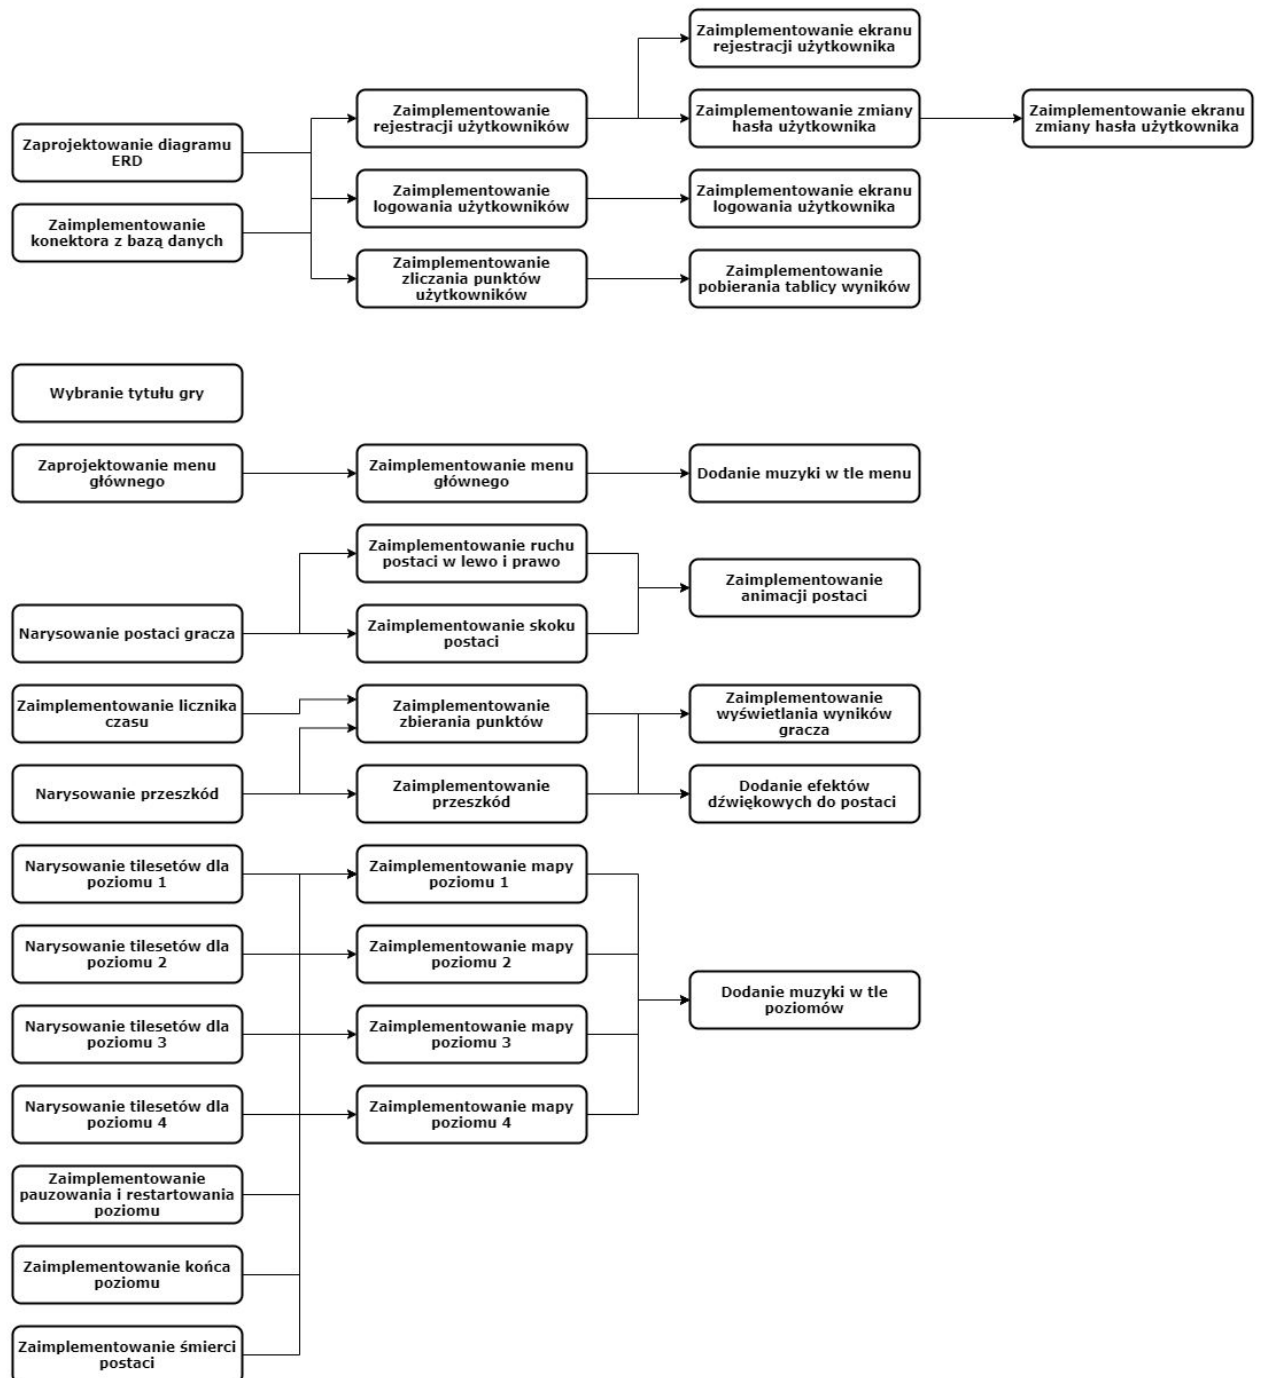 Zaimplementowanie ekranu
rejestracji użytkownika
Zaprojektowanie diagramu
ERD
Zaimplementowanie
rejestracji użytkowników
Zaimplementowanie zmiany
hasła użytkownika
Zaimplementowanie ekranu
zmiany hasła użytkownika
Zaimplementowanie
konektora z bazą danych
Zaimplementowanie
logowania użytkowników
Zaimplementowanie ekranu
logowania użytkownika
Zaimplementowanie
zliczania punktów
użytkowników
Zaimplementowanie
pobierania tablicy wyników
Wybranie tytułu gry
Zaprojektowanie menu
głównego
Zaimplementowanie menu
głównego
Dodanie muzyki w tle menu
Zaimplementowanie ruchu
postaci w lewo i prawo
Zaimplementowanie
animacji postaci
Narysowanie postaci gracza
Zaimplementowanie skoku
postaci
Zaimplementowanie licznika
czasu
Zaimplementowanie
zbierania punktów
Zaimplementowanie
wyświetlania wyników
gracza
Narysowanie przeszkód
Zaimplementowanie
przeszkód
Dodanie efektów
dźwiękowych do postaci
Narysowanie tilesetów dla
poziomu 1
Zaimplementowanie mapy
poziomu 1
Narysowanie tilesetów dla
poziomu 2
Zaimplementowanie mapy
poziomu 2
Dodanie muzyki w tle
poziomów
Narysowanie tilesetów dla
poziomu 3
Zaimplementowanie mapy
poziomu 3
Narysowanie tilesetów dla
poziomu 4
Zaimplementowanie mapy
poziomu 4
Zaimplementowanie
pauzowania i restartowania
poziomu
Zaimplementowanie końca
poziomu
Zaimplementowanie śmierci
postaci